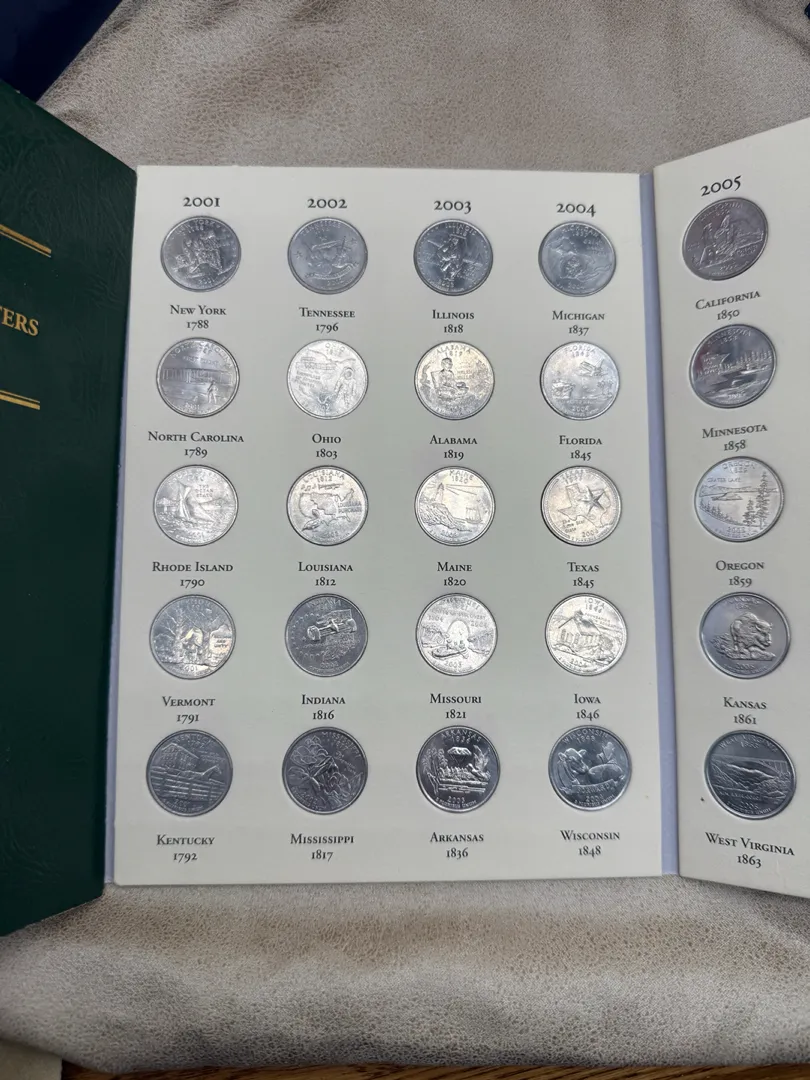 TERS
2001
2002
2003
2004
2005
NEW YORK
1788
TENNESSEE
1796
ILLINOIS
1818
MICHIGAN
1837
CALIFORNIA
1850
NORTH CAROLINA
1789
OHIO
1803
ALABAMA
1819
FLORIDA
1845
MINNESOTA
1858
RHODE ISLAND
1790
LOUISIANA
1812
MAINE
1820
TEXAS
1845
OREGON
1859
VERMONT
1791
INDIANA
1816
MISSOURI
1821
IOWA
1846
KANSAS
1861
KENTUCKY
1792
MISSISSIPPI
1817
ARKANSAS
1836
WISCONSIN
1848
WEST VIRGINIA
1863